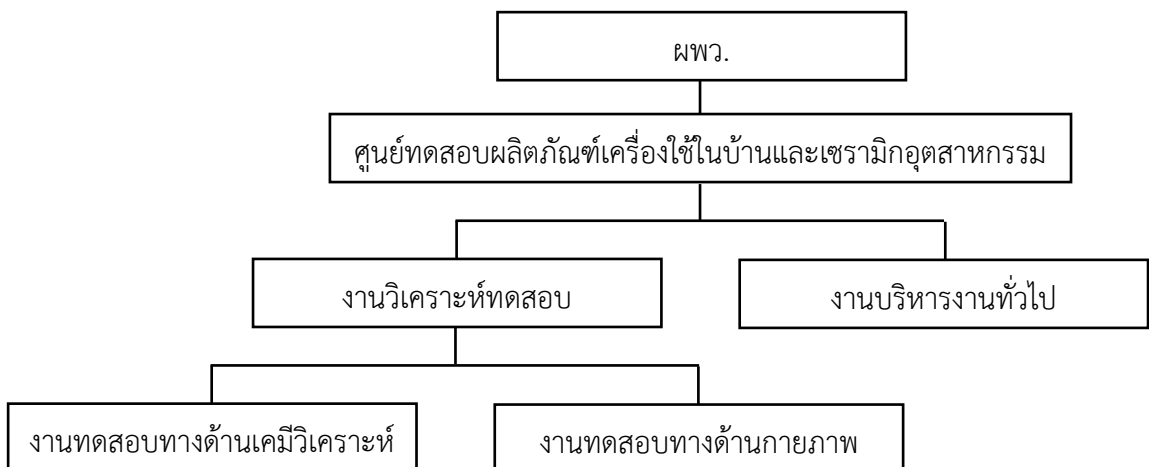 ผพว.
ศูนย์ทดสอบผลิตภัณฑ์เครื่องใช้ในบ้านและเซรามิกอุตสาหกรรม
งานวิเคราะห์ทดสอบ
งานบริหารงานทั่วไป
งานทดสอบทางด้านเคมีวิเคราะห์
งานทดสอบทางด้านกายภาพ